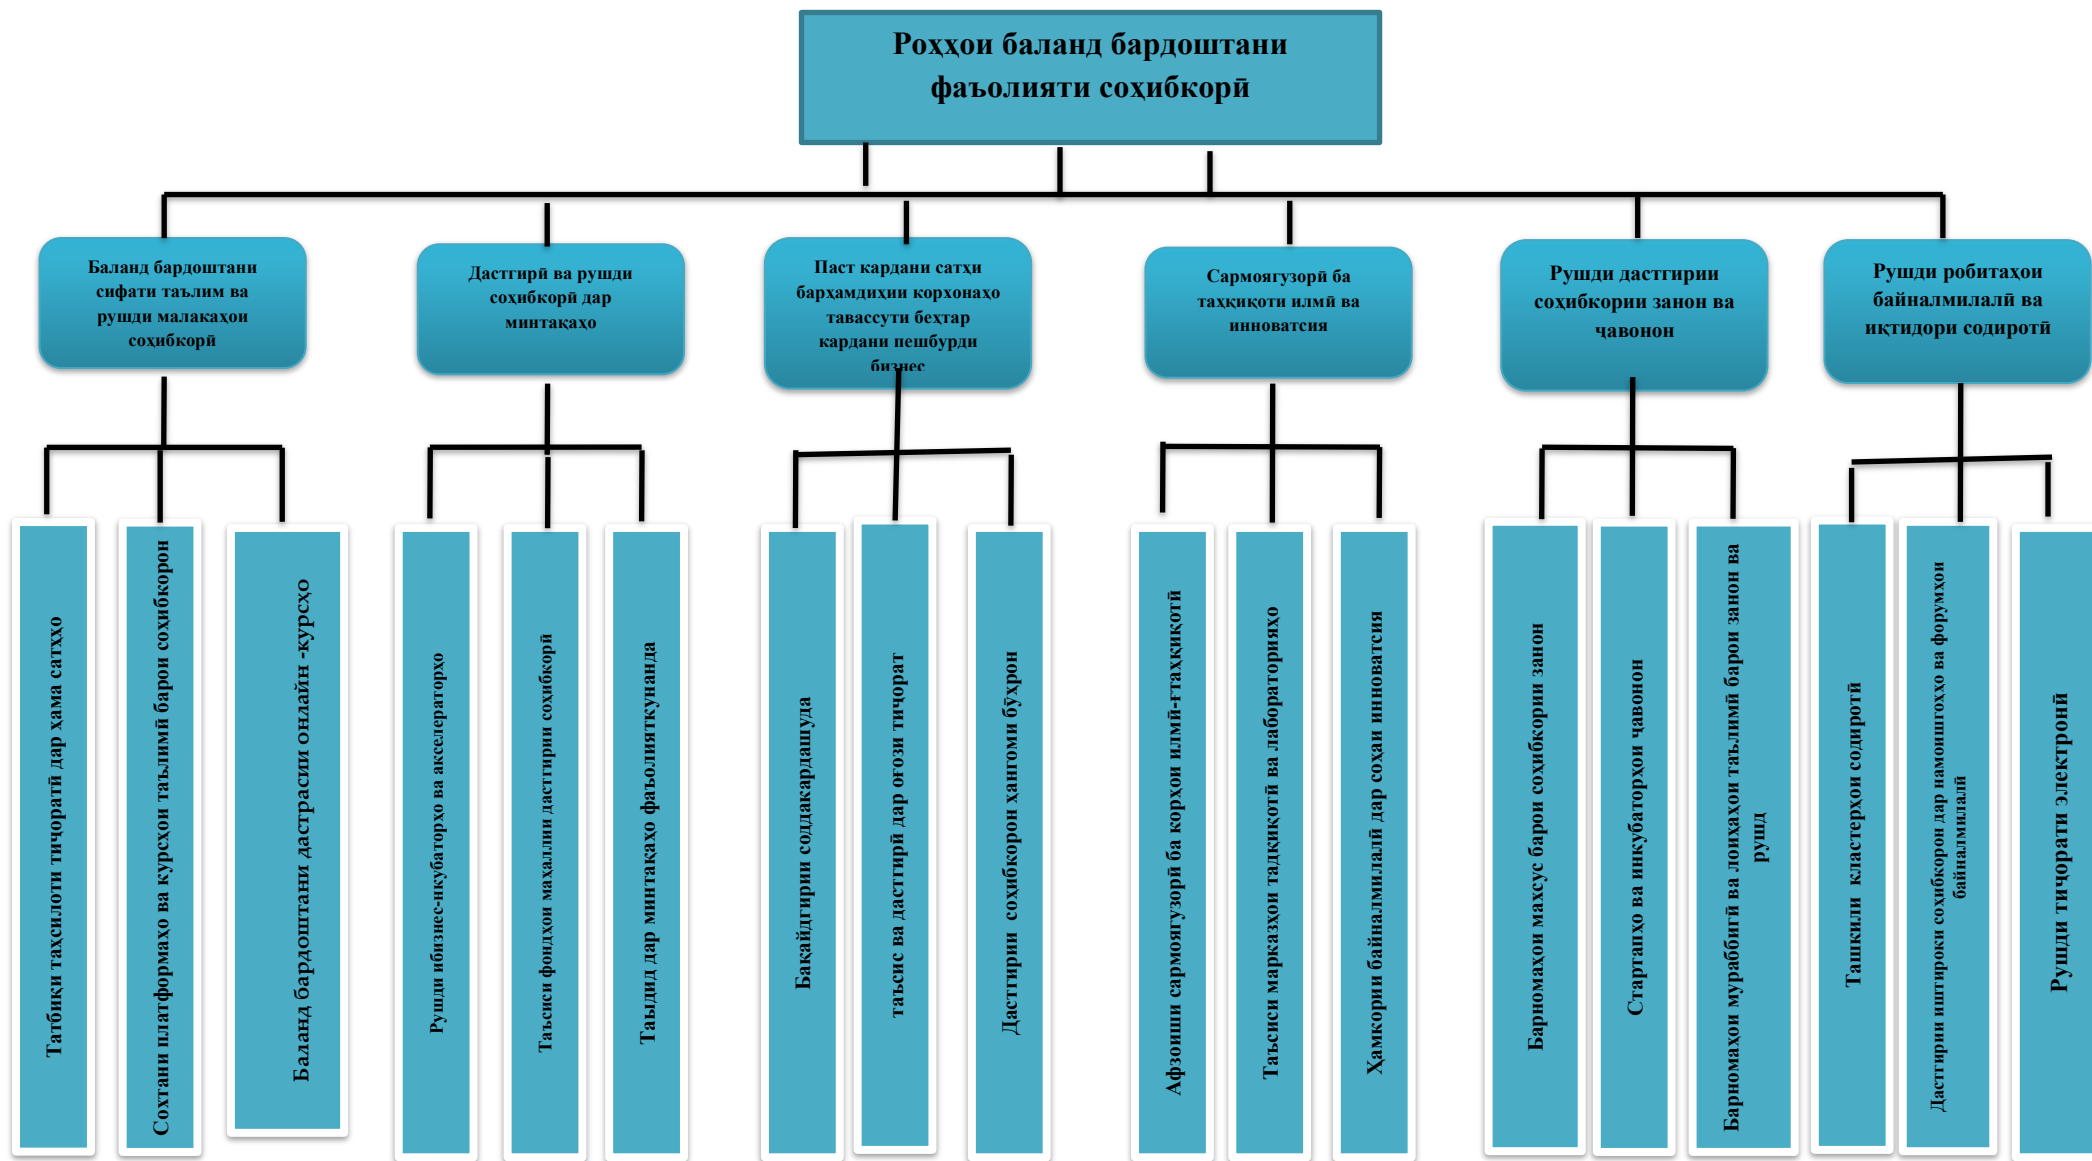 Роҳҳои баланд бардоштани
фаъолияти соҳибкорӣ
Баланд бардоштани
сифати таълим ва
рушди малакаҳои
соҳибкорӣ
Дастгирӣ ва рушди
соҳибкорӣ дар
минтақаҳо
Паст кардани сатҳи
барҳамдиҳии корхонаҳо
тавассути беҳтар
кардани пешбурди
бизнес
Сармоягузорӣ ба
таҳқиқоти илмӣ ва
инноватсия
Рушди дастгирии
соҳибкории занон ва
ҷавонон
Рушди робитаҳои
байналмилалӣ ва
иқтидори содиротӣ
Татбиқи таҳсилоти тиҷоратӣ дар ҳама сатҳҳо
Сохтани платформаҳо ва курсҳои таълимӣ барои соҳибкорон
Баланд бардоштани дастрасии онлайн -курсҳо
Рушди ибизнес-нкубаторҳо ва акселераторҳо
Таъсиси фондҳои маҳаллии дастгирии соҳибкорӣ
Таыдид дар минтақаҳо фаъолияткунанда
Бақайдгирии соддакардашуда
таъсис ва дастгирӣ дар оғози тиҷорат
Дастгирии соҳибкорон ҳангоми бӯҳрон
Афзоиши сармоягузорӣ ба корҳои илмӣ-ғтаҳқиқотӣ
Таъсиси марказҳои тадқиқотӣ ва лабораторияҳо
Ҳамкории байналмилалӣ дар соҳаи инноватсия
Барномаҳои махсус барои соҳибкории занон
Стартапҳо ва инкубаторҳои ҷавонон
Барномаҳои мураббигӣ ва лоиҳаҳои таълимӣ барои занон ва
рушд
Ташкили кластерҳои содиротӣ
Дастгирии иштироки соҳибкорон дар намоишгоҳҳо ва форумҳои
байналмилалӣ
Рушди тиҷорати электронӣ